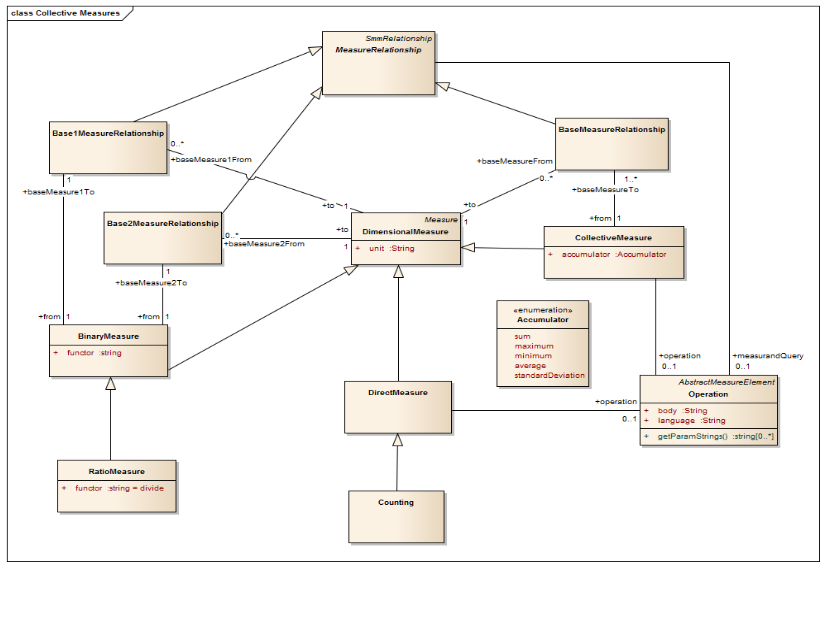 class Collective Measures
SmmRelationship
MeasureRelationship
Base1MeasureRelationship
0..*
+baseMeasure1From
1
+baseMeasure1To
BaseMeasureRelationship
+baseMeasureFrom
0..*
1..*
+baseMeasureTo
+to 1
+to
1
+from 1
Base2MeasureRelationship
0..*
+baseMeasure2From
+to
1
1
+baseMeasure2To
Measure
DimensionalMeasure
+ unit :String
CollectiveMeasure
+ accumulator :Accumulator
+from 1
+from 1
BinaryMeasure
+ functor :string
«enumeration»
Accumulator
sum
maximum
minimum
average
standardDeviation
+operation
0..1
+measurandQuery
0..1
AbstractMeasureElement
Operation
+ body :String
+ language :String
+ getParamStrings() :string[0..*]
DirectMeasure
+operation
0..1
RatioMeasure
+ functor :string = divide
Counting